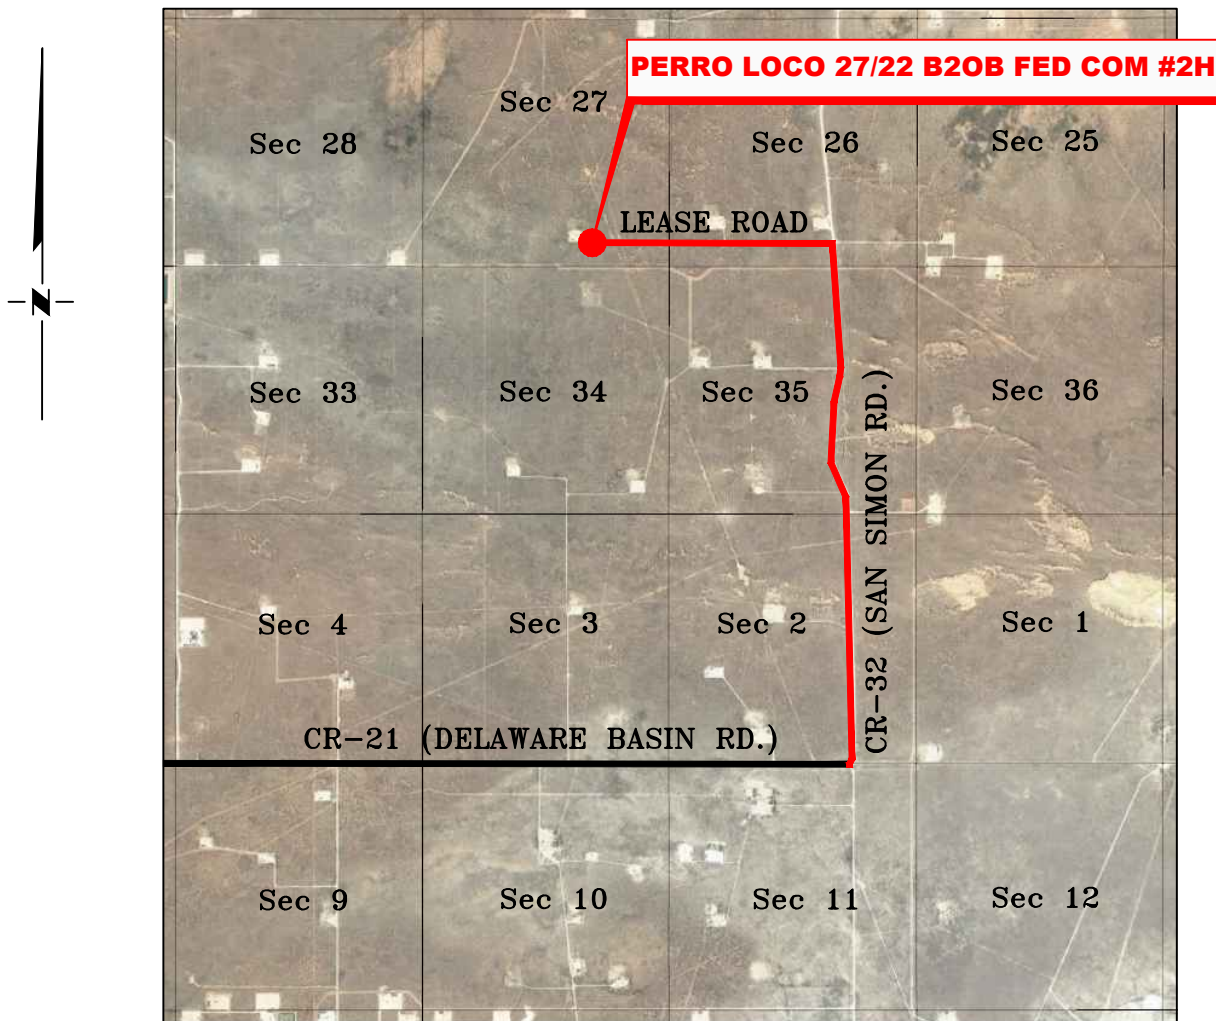 PERRO LOCO 27/22 B2OB FED COM #2H
Sec 28
Sec 27
Sec 26
Sec 25
LEASE ROAD
N
Sec 33
Sec 34
Sec 35
Sec 36
CR-32 (SAN SIMON RD.)
Sec 4
Sec 3
Sec 2
Sec 1
CR-21 (DELAWARE BASIN RD.)
Sec 9
Sec 10
Sec 11
Sec 12